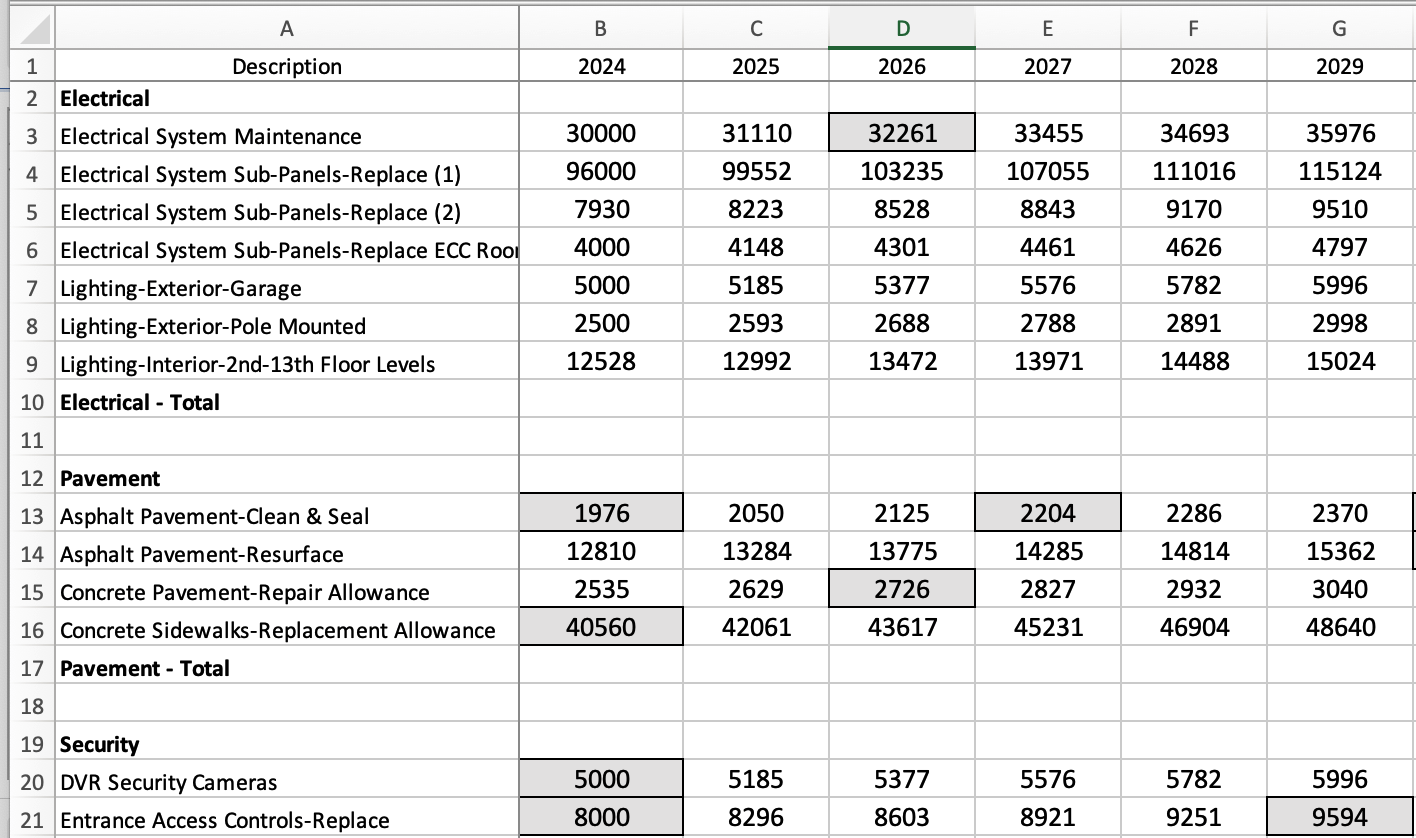 A B C D E F G
1 Description 2024 2025 2026 2027 2028 2029
2 Electrical
3 Electrical System Maintenance 30000 31110 32261 33455 34693 35976
4 Electrical System Sub-Panels-Replace (1) 96000 99552 103235 107055 111016 115124
5 Electrical System Sub-Panels-Replace (2) 7930 8223 8528 8843 9170 9510
6 Electrical System Sub-Panels-Replace ECC 4000 4148 4301 4461 4626 4797
7 Lighting-Exterior-Garage 5000 5185 5377 5576 5782 5996
8 Lighting-Exterior-Pole Mounted 2500 2593 2688 2788 2891 2998
9 Lighting-Interior-2nd-13th Floor Levels 12528 12992 13472 13971 14488 15024
10 Electrical - Total
11
12 Pavement
13 Asphalt Pavement-Clean & Seal 1976 2050 2125 2204 2286 2370
14 Asphalt Pavement-Resurface 12810 13284 13775 14285 14814 15362
15 Concrete Pavement-Repair Allowance 2535 2629 2726 2827 2932 3040
16 Concrete Sidewalks-Replacement Allowance 40560 42061 43617 45231 46904 48640
17 Pavement - Total
18
19 Security
20 DVR Security Cameras 5000 5185 5377 5576 5782 5996
21 Entrance Access Controls-Replace 8000 8296 8603 8921 9251 9594